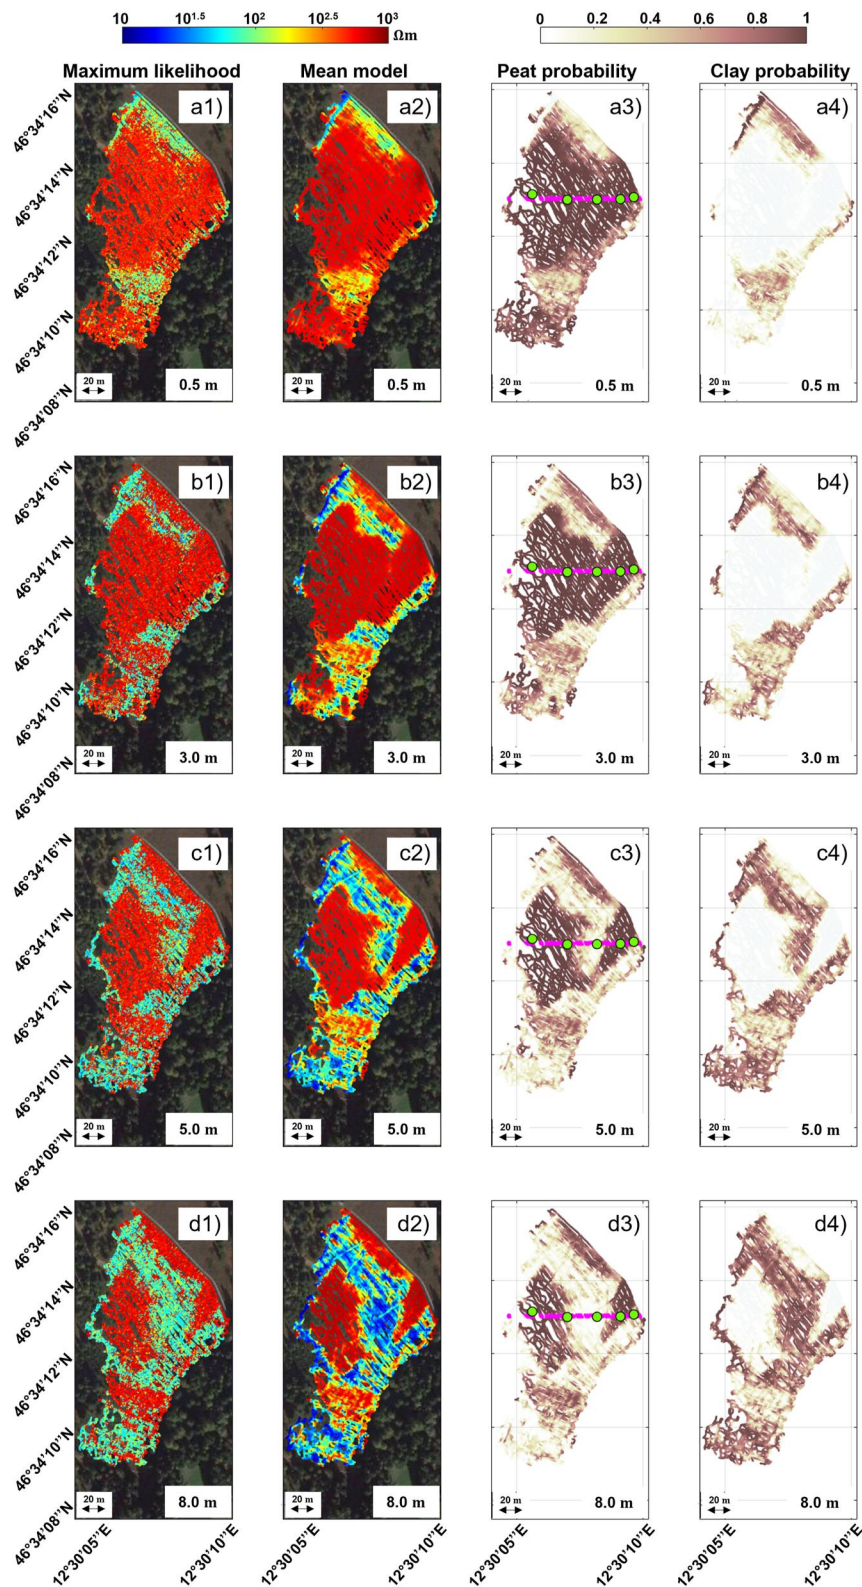 10 10^1.5 10² 10^2.5 10³ 0 0.2 0.4 0.6 0.8 1
Ωm
Maximum likelihood Mean model Peat probability Clay probability
46°34'16"N
a1) a2) a3) a4)
46°34'14"N
46°34'12"N
46°34'10"N
20 m 0.5 m 20 m 0.5 m 20 m 0.5 m 20 m 0.5 m
46°34'08"N
46°34'16"N
b1) b2) b3) b4)
46°34'14"N
46°34'12"N
46°34'10"N
20 m 3.0 m 20 m 3.0 m 20 m 3.0 m 20 m 3.0 m
46°34'08"N
46°34'16"N
c1) c2) c3) c4)
46°34'14"N
46°34'12"N
46°34'10"N
20 m 5.0 m 20 m 5.0 m 20 m 5.0 m 20 m 5.0 m
46°34'08"N
46°34'16"N
d1) d2) d3) d4)
46°34'14"N
46°34'12"N
46°34'10"N
20 m 8.0 m 20 m 8.0 m 20 m 8.0 m 20 m 8.0 m
46°34'08"N
12°30'05"E 12°30'10"E 12°30'05"E 12°30'10"E 12°30'05"E 12°30'10"E 12°30'05"E 12°30'10"E